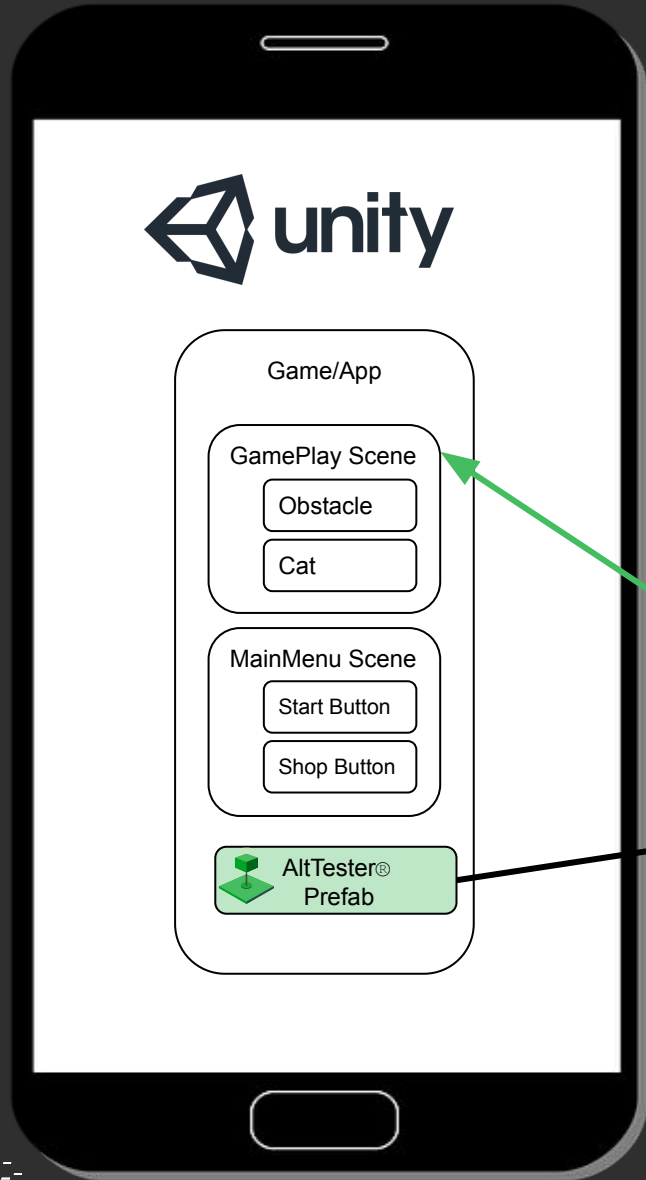 unity
Game/App
GamePlay Scene
Obstacle
Cat
MainMenu Scene
Start Button
Shop Button
AltTester®
Prefab